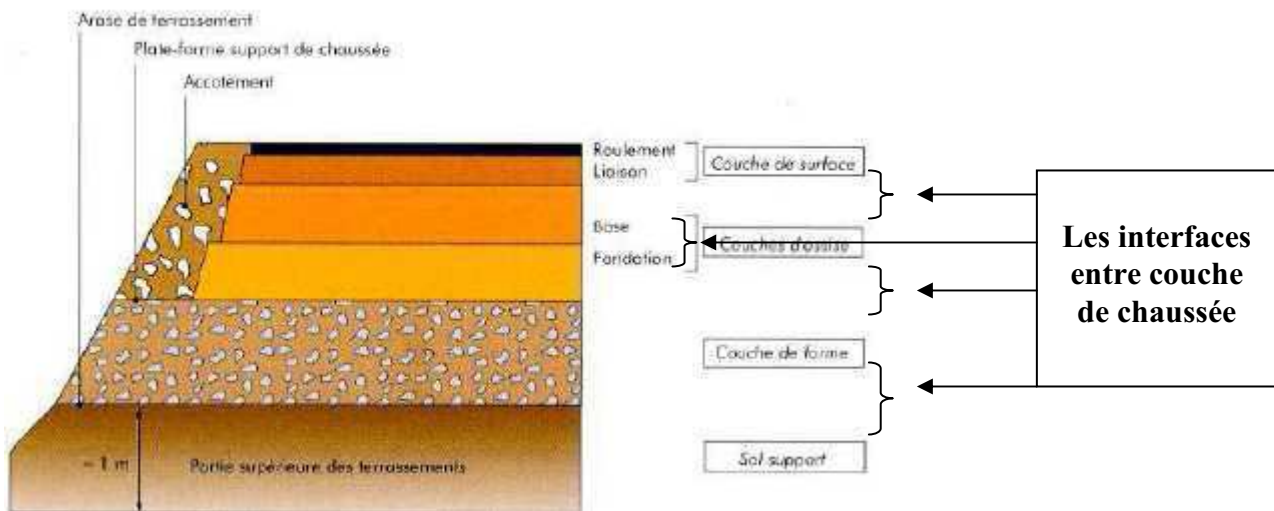 Arase de terrassement
Plate-forme support de chaussée
Accotement
Roulement
Liaison
Couche de surface
Base
Fondation
Couches d'assise
Les interfaces
entre couche
de chaussée
Couche de forme
~ 1 m
Partie supérieure des terrassements
Sol support